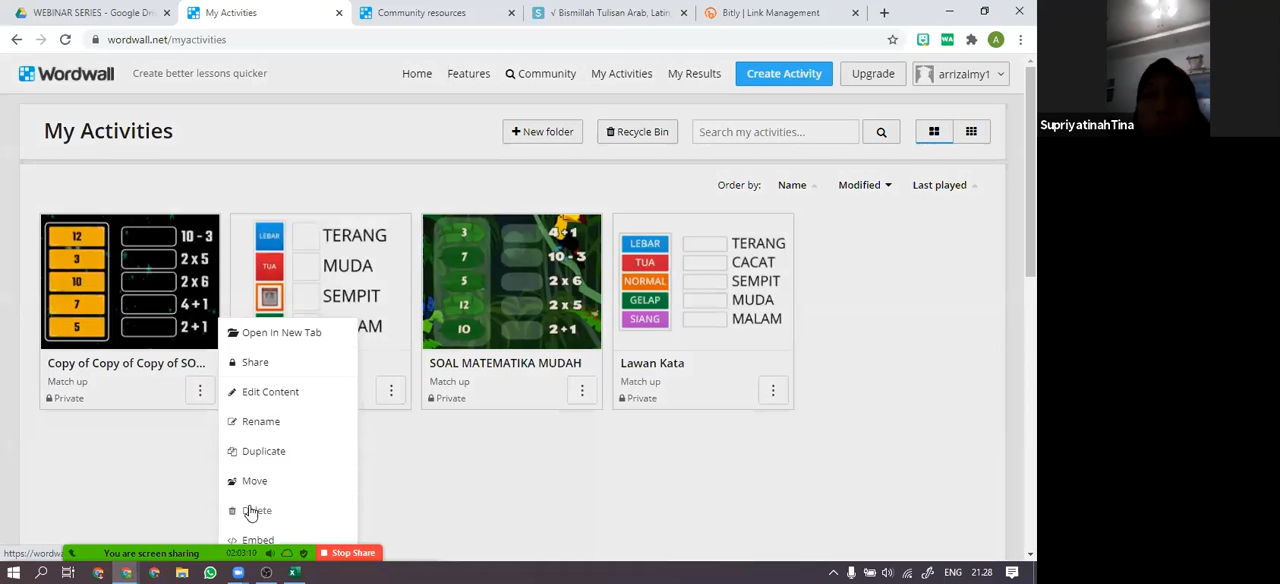 WEBINAR SERIES - Google Dri
My Activities
Community resources
√ Bismillah Tulisan Arab, Latin
Bitly | Link Management
wordwall.net/myactivities
A
Wordwall
Create better lessons quicker
Home
Features
Community
My Activities
My Results
Create Activity
Upgrade
arrizalmy1
SupriyatinahTina
My Activities
New folder
Recycle Bin
Search my activities...
Order by:
Name
Modified
Last played
12
10 - 3
3
2 x 5
10
2 x 6
7
4 + 1
5
2 + 1
LEBAR
TERANG
TUA
MUDA
SEMPIT
AM
3
4 + 1
7
10 - 3
5
2 x 6
12
2 x 5
10
2 + 1
LEBAR
TERANG
TUA
CACAT
NORMAL
SEMPIT
GELAP
MUDA
SIANG
MALAM
Copy of Copy of Copy of SO...
Match up
Private
SOAL MATEMATIKA MUDAH
Match up
Private
Lawan Kata
Match up
Private
Open In New Tab
Share
Edit Content
Rename
Duplicate
Move
Delete
Embed
https://wordwa
You are screen sharing
02:03:10
Stop Share
ENG
21.28